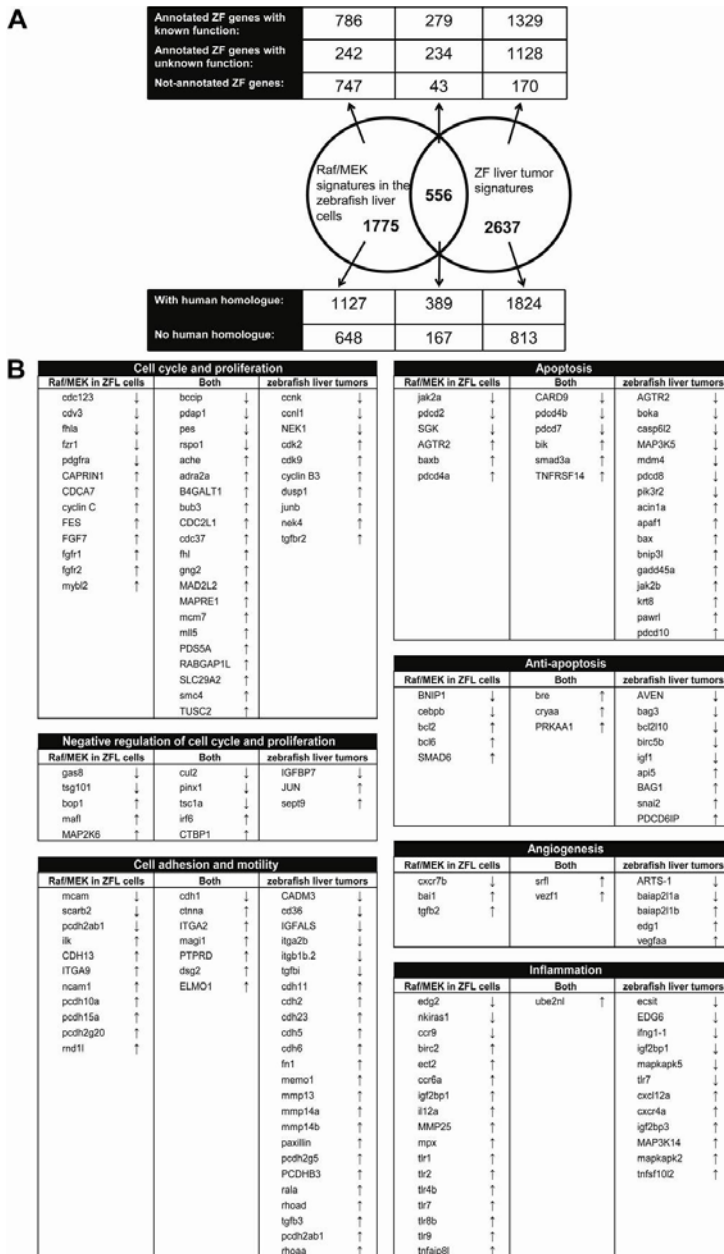 A
Annotated ZF genes with known function: 786 279 1329
Annotated ZF genes with unknown function: 242 234 1128
Not-annotated ZF genes: 747 43 170
Raf/MEK
signatures in the
zebrafish liver
cells
1775
556
ZF liver tumor
signatures
2637
With human homologue: 1127 389 1824
No human homologue: 648 167 813
B
Cell cycle and proliferation
Raf/MEK in ZFL cells Both zebrafish liver tumors
cdc123 ↓ bccip ↓ ccnk ↓
cdv3 ↓ pdap1 ↓ ccnl1 ↓
fhla ↓ pes ↓ NEK1 ↓
fzr1 ↓ rspo1 ↓ cdk2 ↑
pdgfra ↓ ache ↑ cdk9 ↑
CAPRIN1 ↑ adra2a ↑ cyclin B3 ↑
CDCA7 ↑ B4GALT1 ↑ dusp1 ↑
cyclin C ↑ bub3 ↑ junb ↑
FES ↑ CDC2L1 ↑ nek4 ↑
FGF7 ↑ cdc37 ↑ tgfbr2 ↑
fgfr1 ↑ fhl ↑
fgfr2 ↑ gng2 ↑
mybl2 ↑ MAD2L2 ↑
MAPRE1 ↑
mcm7 ↑
mll5 ↑
PDS5A ↑
RABGAP1L ↑
SLC29A2 ↑
smc4 ↑
TUSC2 ↑
Negative regulation of cell cycle and proliferation
Raf/MEK in ZFL cells Both zebrafish liver tumors
gas8 ↓ cul2 ↓ IGFBP7 ↓
tsg101 ↓ pinx1 ↓ JUN ↑
bop1 ↑ tsc1a ↓ sept9 ↑
mafl ↑ irf6 ↑
MAP2K6 ↑ CTBP1 ↑
Cell adhesion and motility
Raf/MEK in ZFL cells Both zebrafish liver tumors
mcam ↓ cdh1 ↓ CADM3 ↓
scarb2 ↓ ctnna ↑ cd36 ↓
pcdh2ab1 ↓ ITGA2 ↑ IGFALS ↓
ilk ↑ magi1 ↑ itga2b ↓
CDH13 ↑ PTPRD ↑ itgb1b.2 ↓
ITGA9 ↑ dsg2 ↑ tgfbi ↓
ncam1 ↑ ELMO1 ↑ cdh11 ↑
pcdh10a ↑ cdh2 ↑
pcdh15a ↑ cdh23 ↑
pcdh2g20 ↑ cdh5 ↑
rnd1l ↑ cdh6 ↑
fn1 ↑
memo1 ↑
mmp13 ↑
mmp14a ↑
mmp14b ↑
paxillin ↑
pcdh2g5 ↑
PCDHB3 ↑
rala ↑
rhoad ↑
tgfb3 ↑
pcdh2ab1 ↑
rhoaa ↑
Apoptosis
Raf/MEK in ZFL cells Both zebrafish liver tumors
jak2a ↓ CARD9 ↓ AGTR2 ↓
pdcd2 ↓ pdcd4b ↓ boka ↓
SGK ↓ pdcd7 ↓ casp6l2 ↓
AGTR2 ↑ bik ↑ MAP3K5 ↓
baxb ↑ smad3a ↑ mdm4 ↓
pdcd4a ↑ TNFRSF14 ↑ pdcd8 ↓
pik3r2 ↓
acin1a ↑
apaf1 ↑
bax ↑
bnip3l ↑
gadd45a ↑
jak2b ↑
krt8 ↑
pawrl ↑
pdcd10 ↑
Anti-apoptosis
Raf/MEK in ZFL cells Both zebrafish liver tumors
BNIP1 ↓ bre ↑ AVEN ↓
cebpb ↓ cryaa ↑ bag3 ↓
bcl2 ↑ PRKAA1 ↑ bcl2l10 ↓
bcl6 ↑ birc5b ↓
SMAD6 ↑ igf1 ↓
api5 ↑
BAG1 ↑
snai2 ↑
PDCD6IP ↑
Angiogenesis
Raf/MEK in ZFL cells Both zebrafish liver tumors
cxcr7b ↓ srfl ↑ ARTS-1 ↓
bai1 ↑ vezf1 ↑ baiap2l1a ↓
tgfb2 ↑ baiap2l1b ↑
edg1 ↑
vegfaa ↑
Inflammation
Raf/MEK in ZFL cells Both zebrafish liver tumors
edg2 ↓ ube2nl ↑ ecsit ↓
nkiras1 ↓ EDG6 ↓
ccr9 ↓ ifng1-1 ↓
birc2 ↑ igf2bp1 ↓
ect2 ↑ mapkapk5 ↓
ccr6a ↑ tlr7 ↓
igf2bp1 ↑ cxcl12a ↑
il12a ↑ cxcr4a ↑
MMP25 ↑ igf2bp3 ↑
mpx ↑ MAP3K14 ↑
tlr1 ↑ mapkapk2 ↑
tlr2 ↑ tnfsf10l2 ↑
tlr4b ↑
tlr7 ↑
tlr8b ↑
tlr9 ↑
tnfaip8l ↑